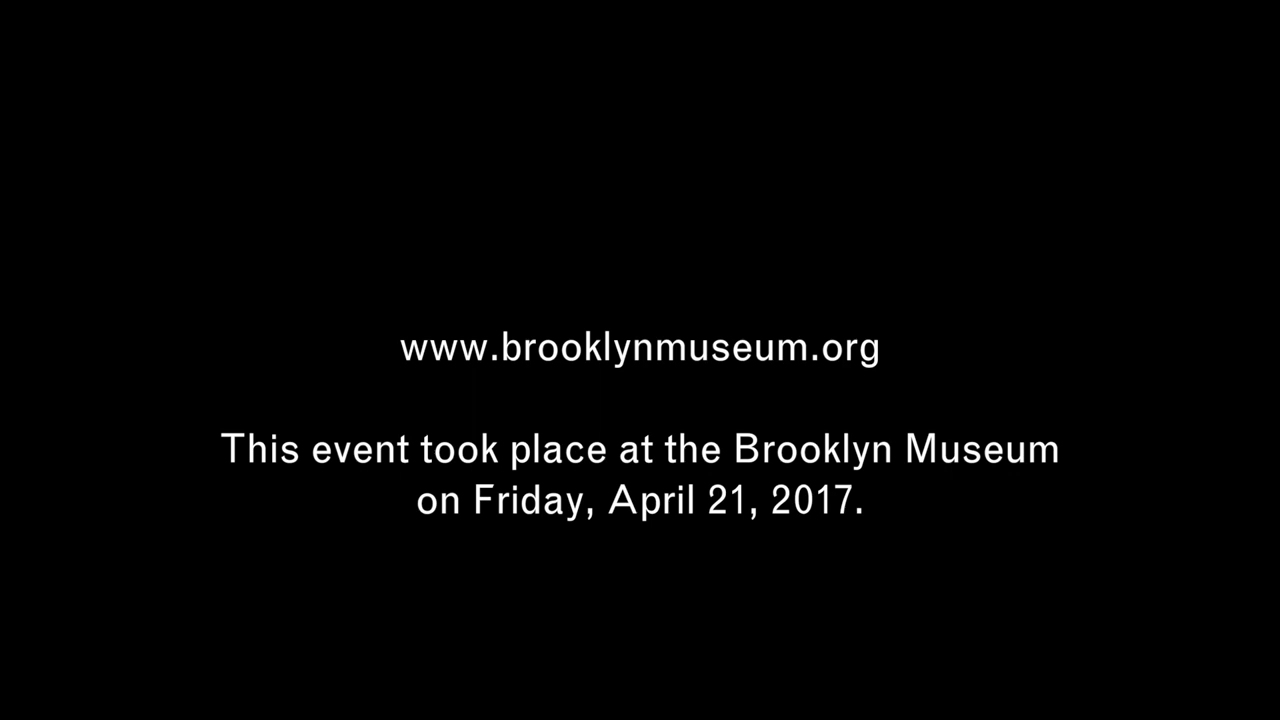 www.brooklynmuseum.org
This event took place at the Brooklyn Museum
on Friday, April 21, 2017.